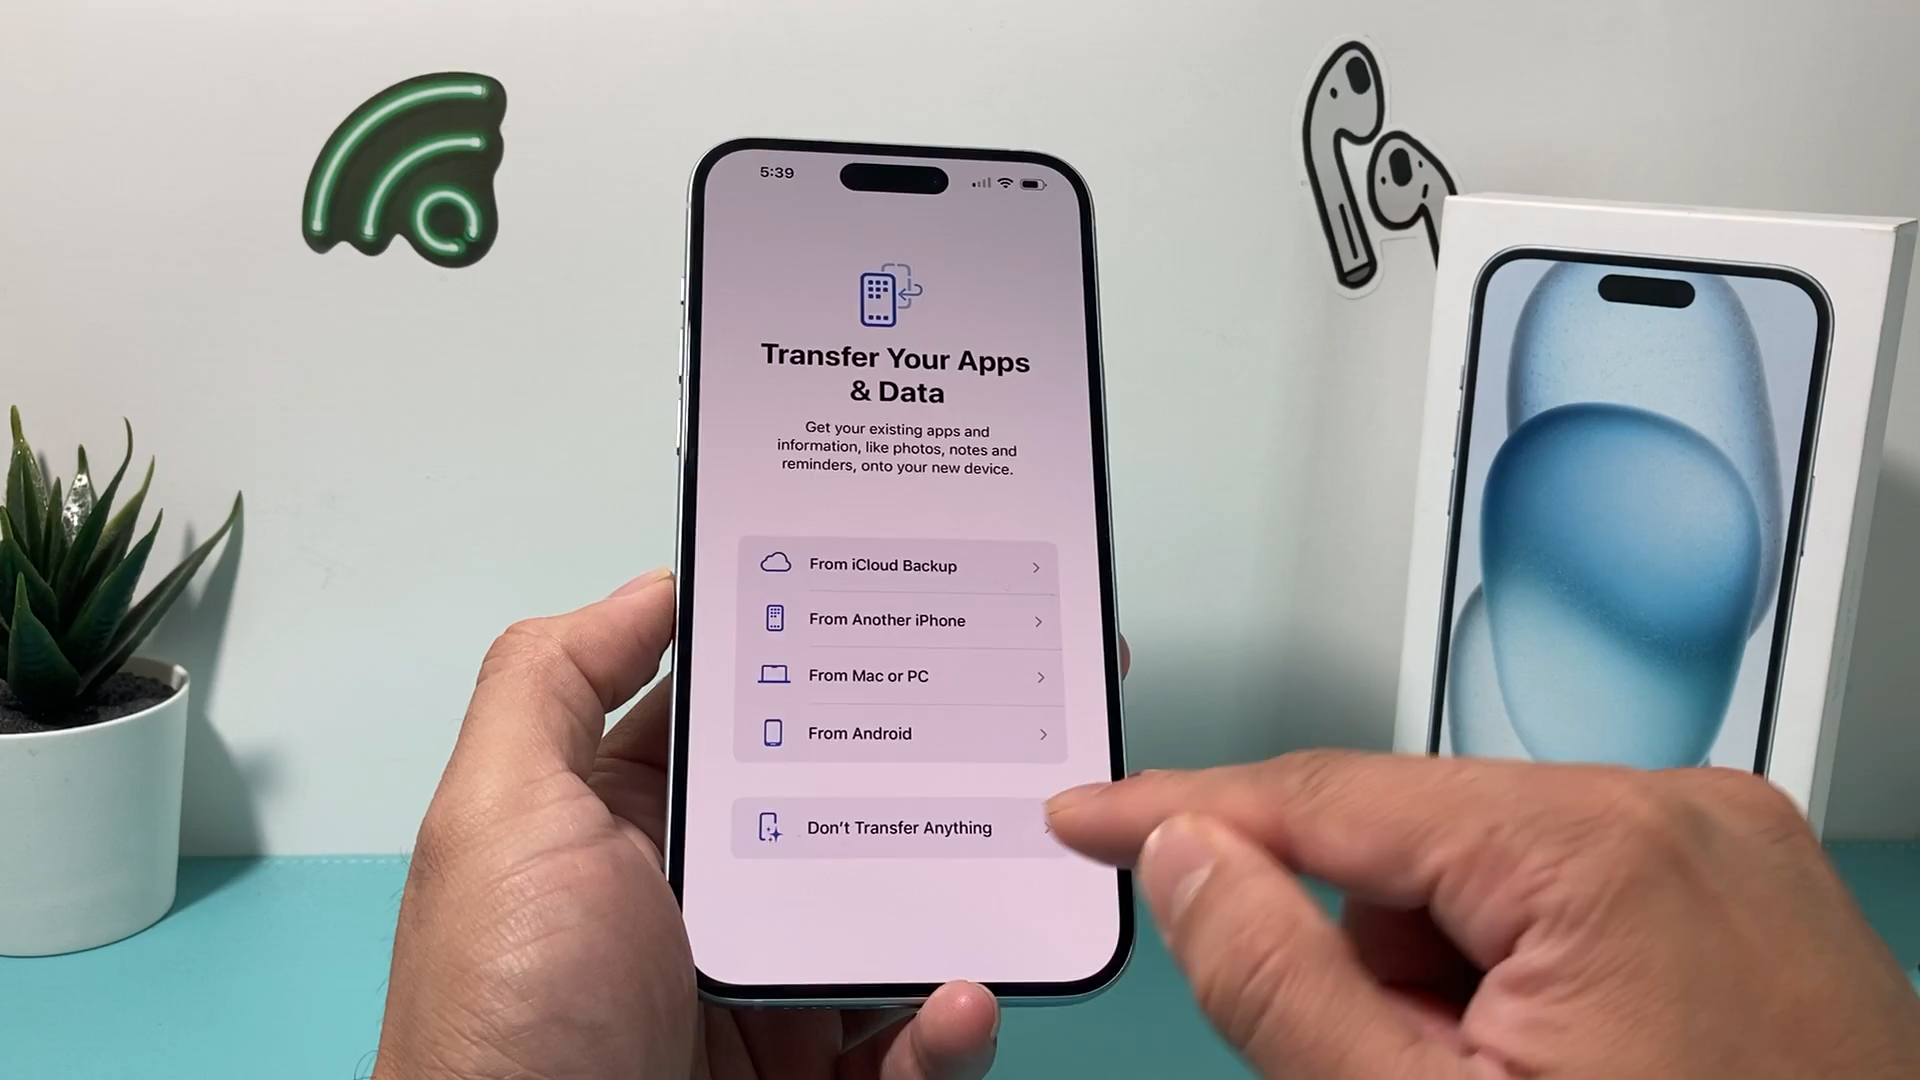 5:39
Transfer Your Apps
& Data
Get your existing apps and
information, like photos, notes and
reminders, onto your new device.
From iCloud Backup
From Another iPhone
From Mac or PC
From Android
Don't Transfer Anything